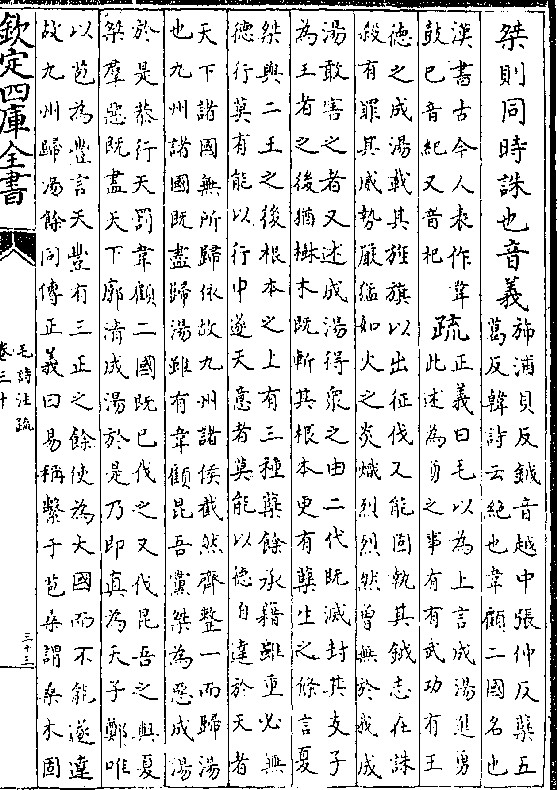 桀則同時誅也音義
斾浦貝反鉞音越中張仲反蘖五
葛反韓詩云絶也韋顧二國名也
漢書古今人表作韋
鼓巳音紀又音杞
疏
正義曰毛以為上言成湯進勇
此述為勇之事有有武功有王
德之成湯載其旌旗以出征伐又能固執其鉞志在誅
殺有罪其威勢嚴猛如火之炎熾烈烈然曾無於我成
湯敢害之者又述成湯得衆之由二代既滅封其支子
為王者之後猶樹木既斬其根本更有蘖生之條言夏
桀與二王之後根本之上有三種蘖餘承藉雖重必無
德行莫有能以行申遂天意者莫能以德自達於天者
天下諸國無所歸依故九州諸侯截然齊整一而歸湯
也九州諸國既盡歸湯雖有韋顧昆吾黨桀為惡成湯
於是恭行天罰韋顧二國既已伐之又伐昆吾之與夏
桀羣惡既盡天下廓清成湯於是乃即真為天子鄭唯
以苞為豐言天豐有三正之餘使為大國而不能遂達
故九州歸湯餘同傳正義曰易稱繫于苞桑謂桑木固
欽定四庫全書
毛詩注疏
卷三十
三十三